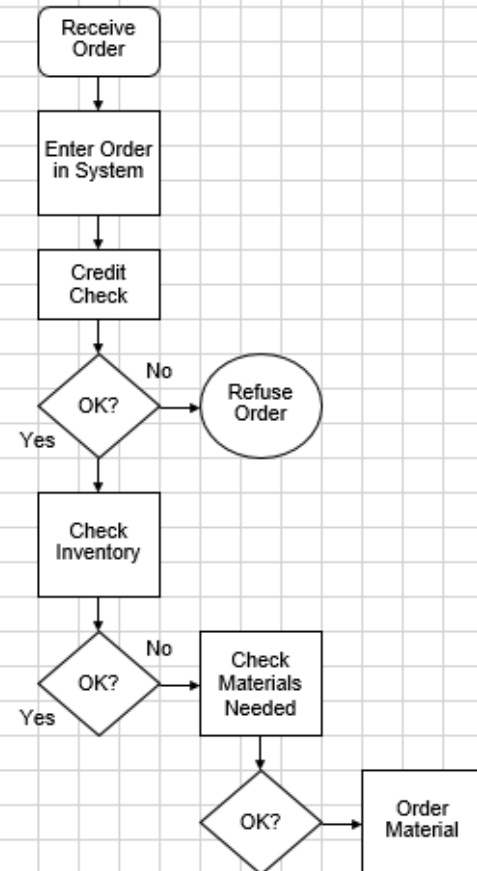 Receive
Order
Enter Order
in System
Credit
Check
No
OK?
Refuse
Order
Yes
Check
Inventory
No
OK?
Check
Materials
Needed
Yes
OK?
Order
Material